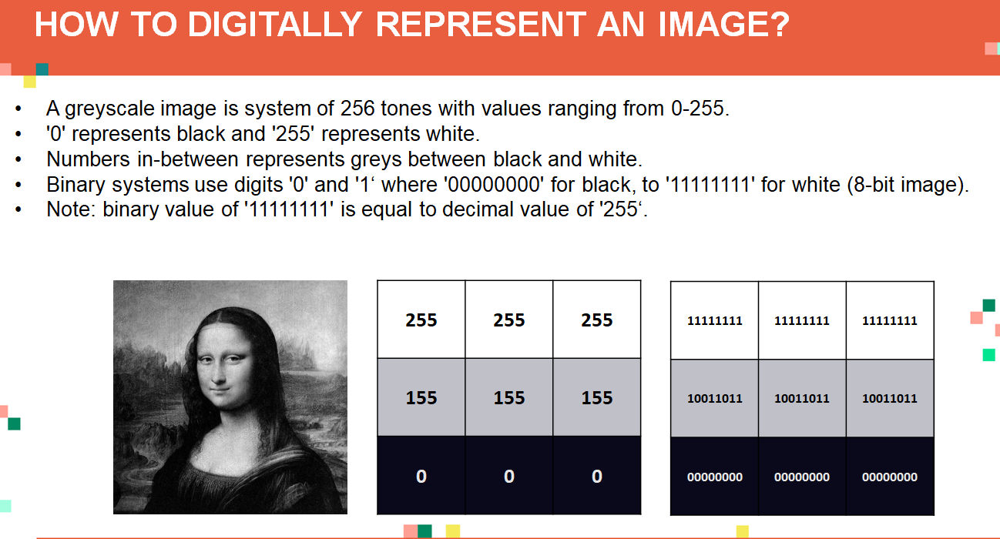 HOW TO DIGITALLY REPRESENT AN IMAGE?
• A greyscale image is system of 256 tones with values ranging from 0-255.
• '0' represents black and '255' represents white.
• Numbers in-between represents greys between black and white.
• Binary systems use digits '0' and '1‘ where '00000000' for black, to '11111111' for white (8-bit image).
• Note: binary value of '11111111' is equal to decimal value of '255‘.
255 255 255
155 155 155
0 0 0
11111111 11111111 11111111
10011011 10011011 10011011
00000000 00000000 00000000